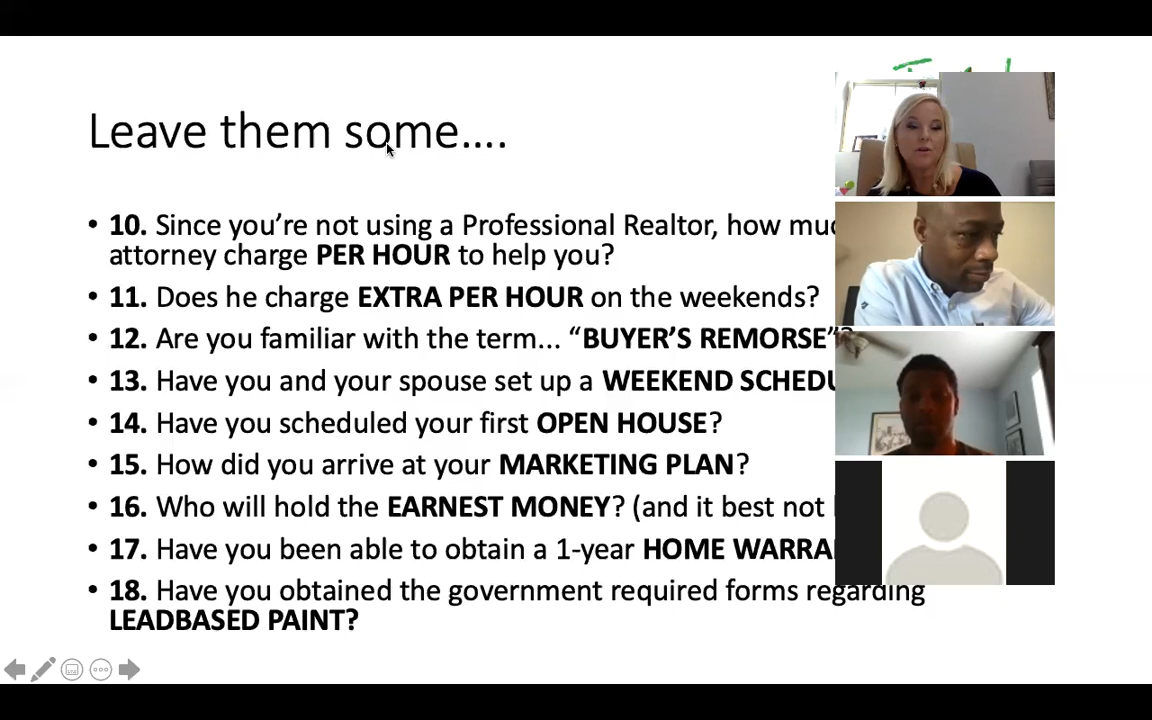 Leave them some....
• 10. Since you're not using a Professional Realtor, how
attorney charge PER HOUR to help you?
• 11. Does he charge EXTRA PER HOUR on the weekends?
• 12. Are you familiar with the term... “BUYER'S REMORSE”?
• 13. Have you and your spouse set up a WEEKEND
• 14. Have you scheduled your first OPEN HOUSE?
• 15. How did you arrive at your MARKETING PLAN?
• 16. Who will hold the EARNEST MONEY? (and it best not
• 17. Have you been able to obtain a 1-year HOME
• 18. Have you obtained the government required forms regarding
LEADBASED PAINT?